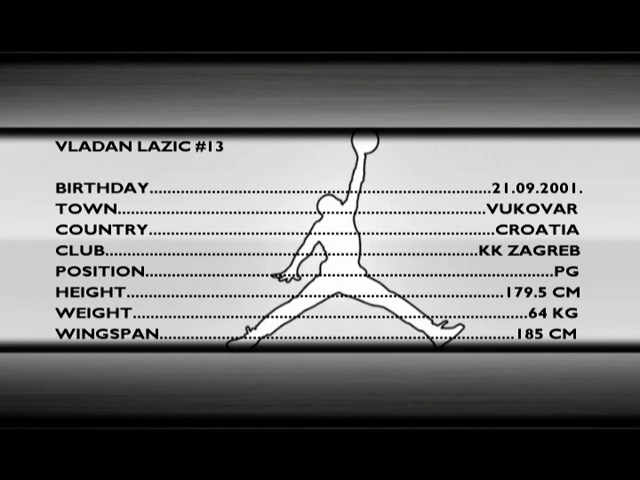 VLADAN LAZIC #13
BIRTHDAY..........................................................................21.09.2001.
TOWN................................................................................VUKOVAR
COUNTRY...........................................................................CROATIA
CLUB................................................................................KK ZAGREB
POSITION..........................................................................................PG
HEIGHT................................................................................179.5 CM
WEIGHT......................................................................................64 KG
WINGSPAN..............................................................................185 CM